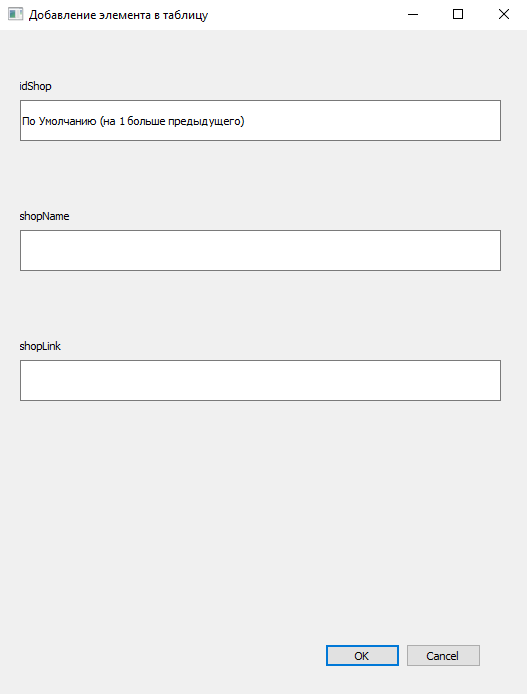 Добавление элемента в таблицу
idShop
По Умолчанию (на 1 больше предыдущего)
shopName
shopLink
OK
Cancel